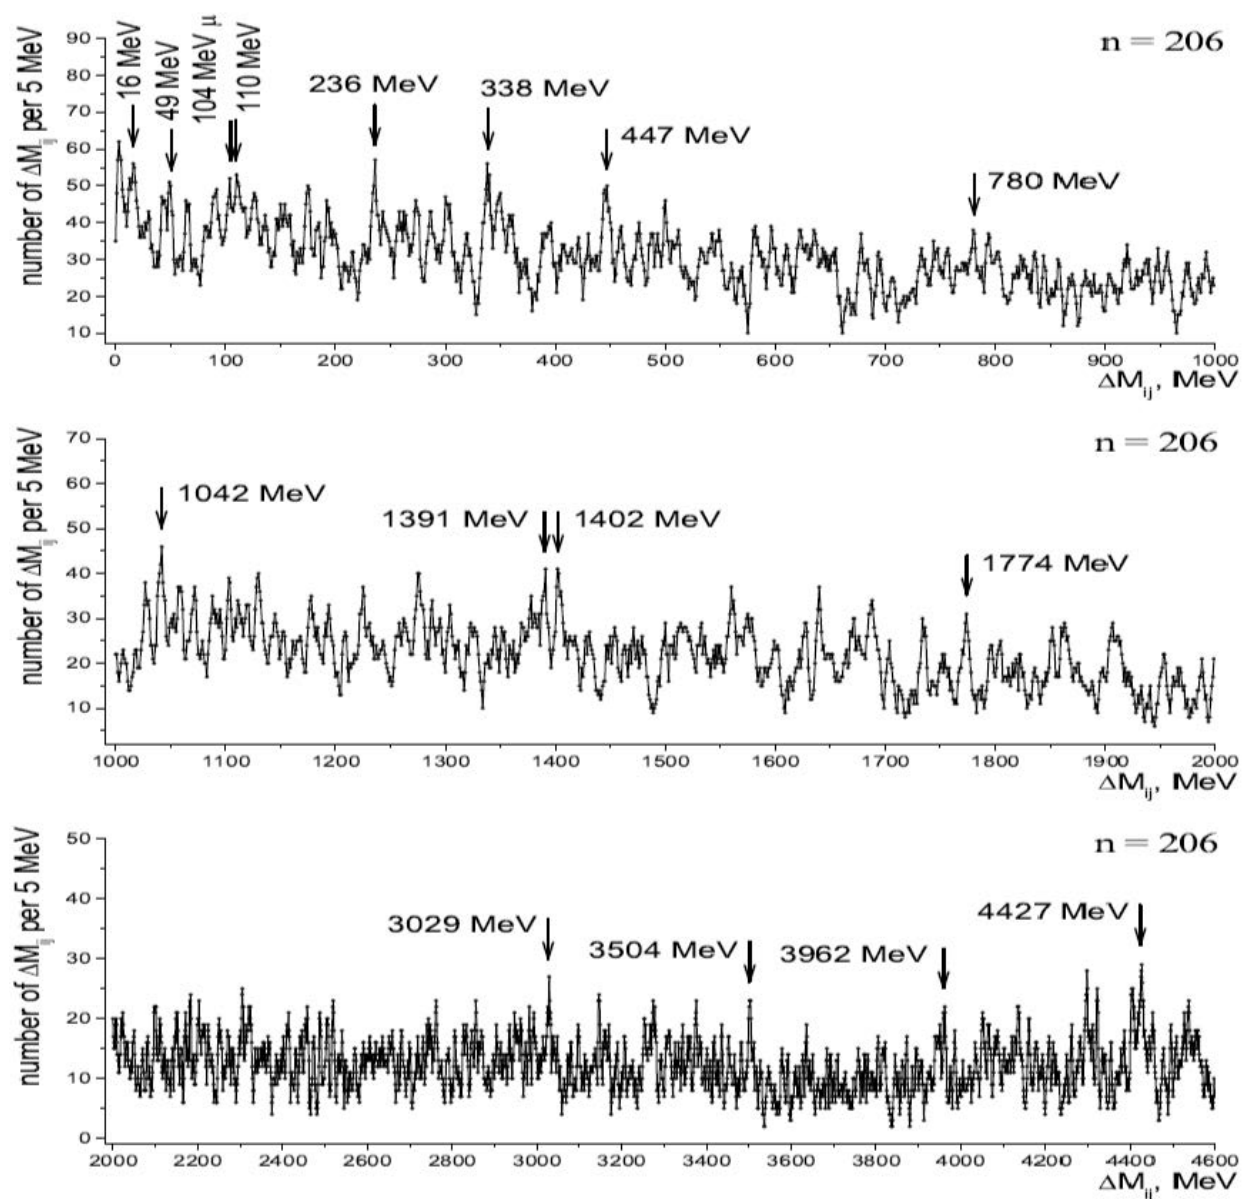 n = 206
number of ΔM_ij per 5 MeV
16 MeV
49 MeV
104 MeV μ
110 MeV
236 MeV
338 MeV
447 MeV
780 MeV
90
80
70
60
50
40
30
20
10
0 100 200 300 400 500 600 700 800 900 1000
ΔM_ij, MeV
n = 206
number of ΔM_ij per 5 MeV
1042 MeV
1391 MeV
1402 MeV
1774 MeV
70
60
50
40
30
20
10
1000 1100 1200 1300 1400 1500 1600 1700 1800 1900 2000
ΔM_ij, MeV
n = 206
number of ΔM_ij per 5 MeV
3029 MeV
3504 MeV
3962 MeV
4427 MeV
50
40
30
20
10
0
2000 2200 2400 2600 2800 3000 3200 3400 3600 3800 4000 4200 4400 4600
ΔM_ij, MeV